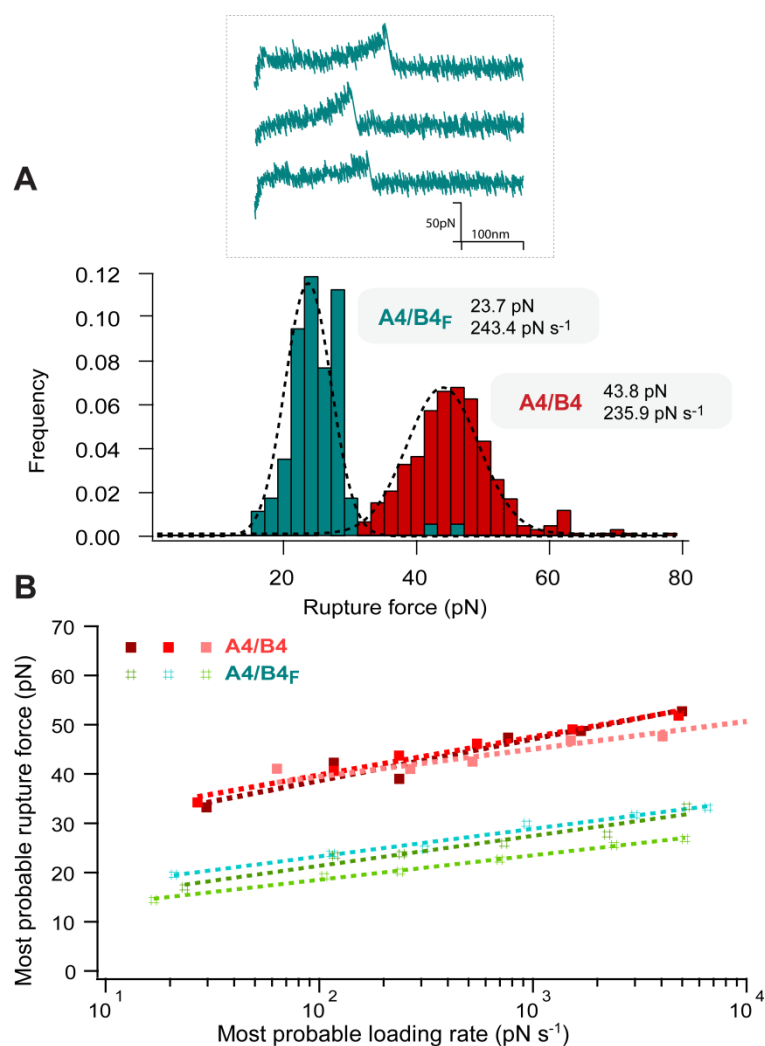 A
50pN
100nm
0.12
0.10
0.08
0.06
0.04
0.02
0.00
Frequency
A4/B4F
23.7 pN
243.4 pN s-1
A4/B4
43.8 pN
235.9 pN s-1
20
40
60
80
Rupture force (pN)
B
70
60
50
40
30
20
10
0
Most probable rupture force (pN)
A4/B4
A4/B4F
10 1
10 2
10 3
10 4
Most probable loading rate (pN s-1)